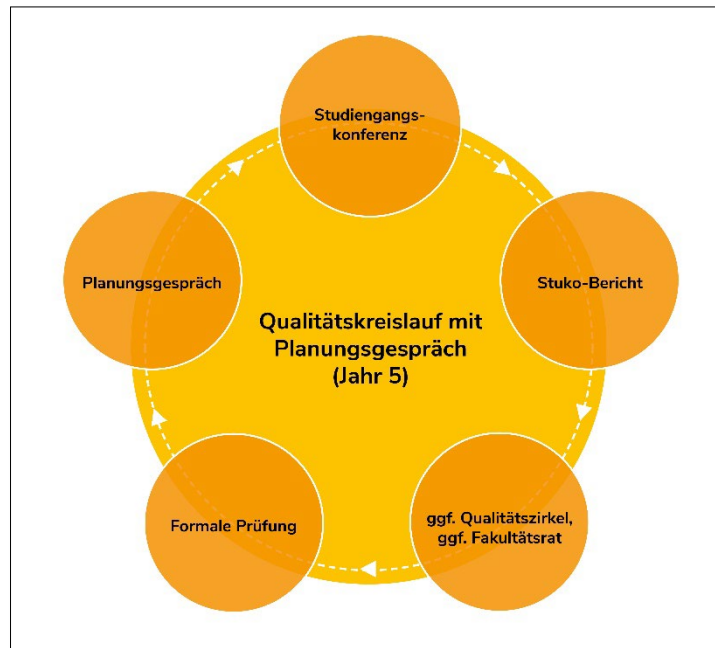 Studiengangs-
konferenz
Planungsgespräch
Stuko-Bericht
Qualitätskreislauf mit
Planungsgespräch
(Jahr 5)
Formale Prüfung
ggf. Qualitätszirkel,
ggf. Fakultätsrat